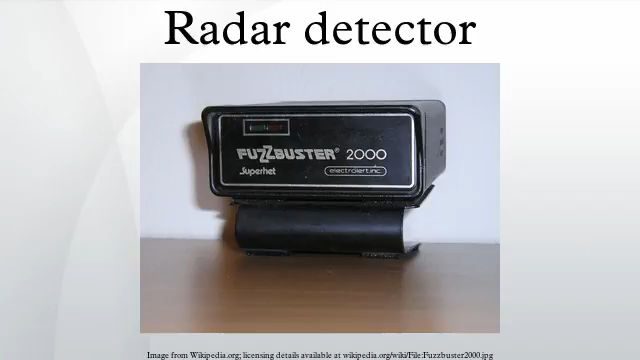 Radar detector
FUZZBUSTER® 2000
Superhet
electrolert, inc.
Image from Wikipedia.org; licensing details available at wikipedia.org/wiki/File:Fuzzbuster2000.jpg